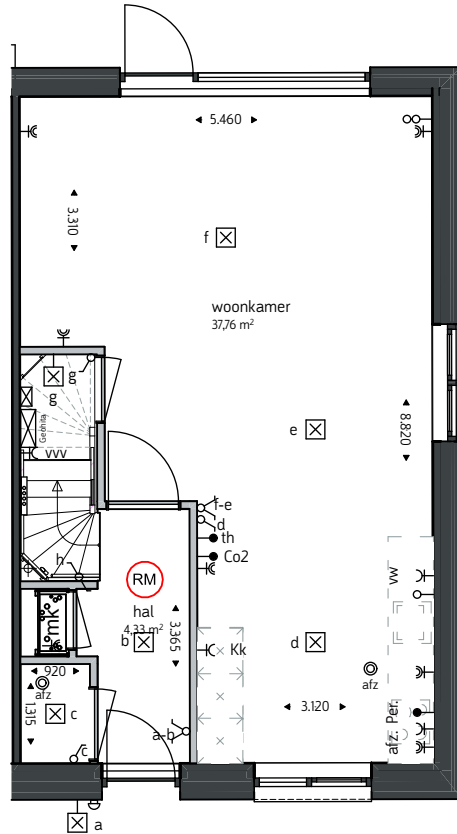 5.460
3.310
f
woonkamer
37,76 m²
g
g
Gechifra
VVV
e
8.820
f-e
d
th
Co2
h
RM
hal
4,33 m²
b
3.365
mk
Kk
d
vw
920
afz
1.315
c
c
a-b
3.120
afz
afz. Per.
a